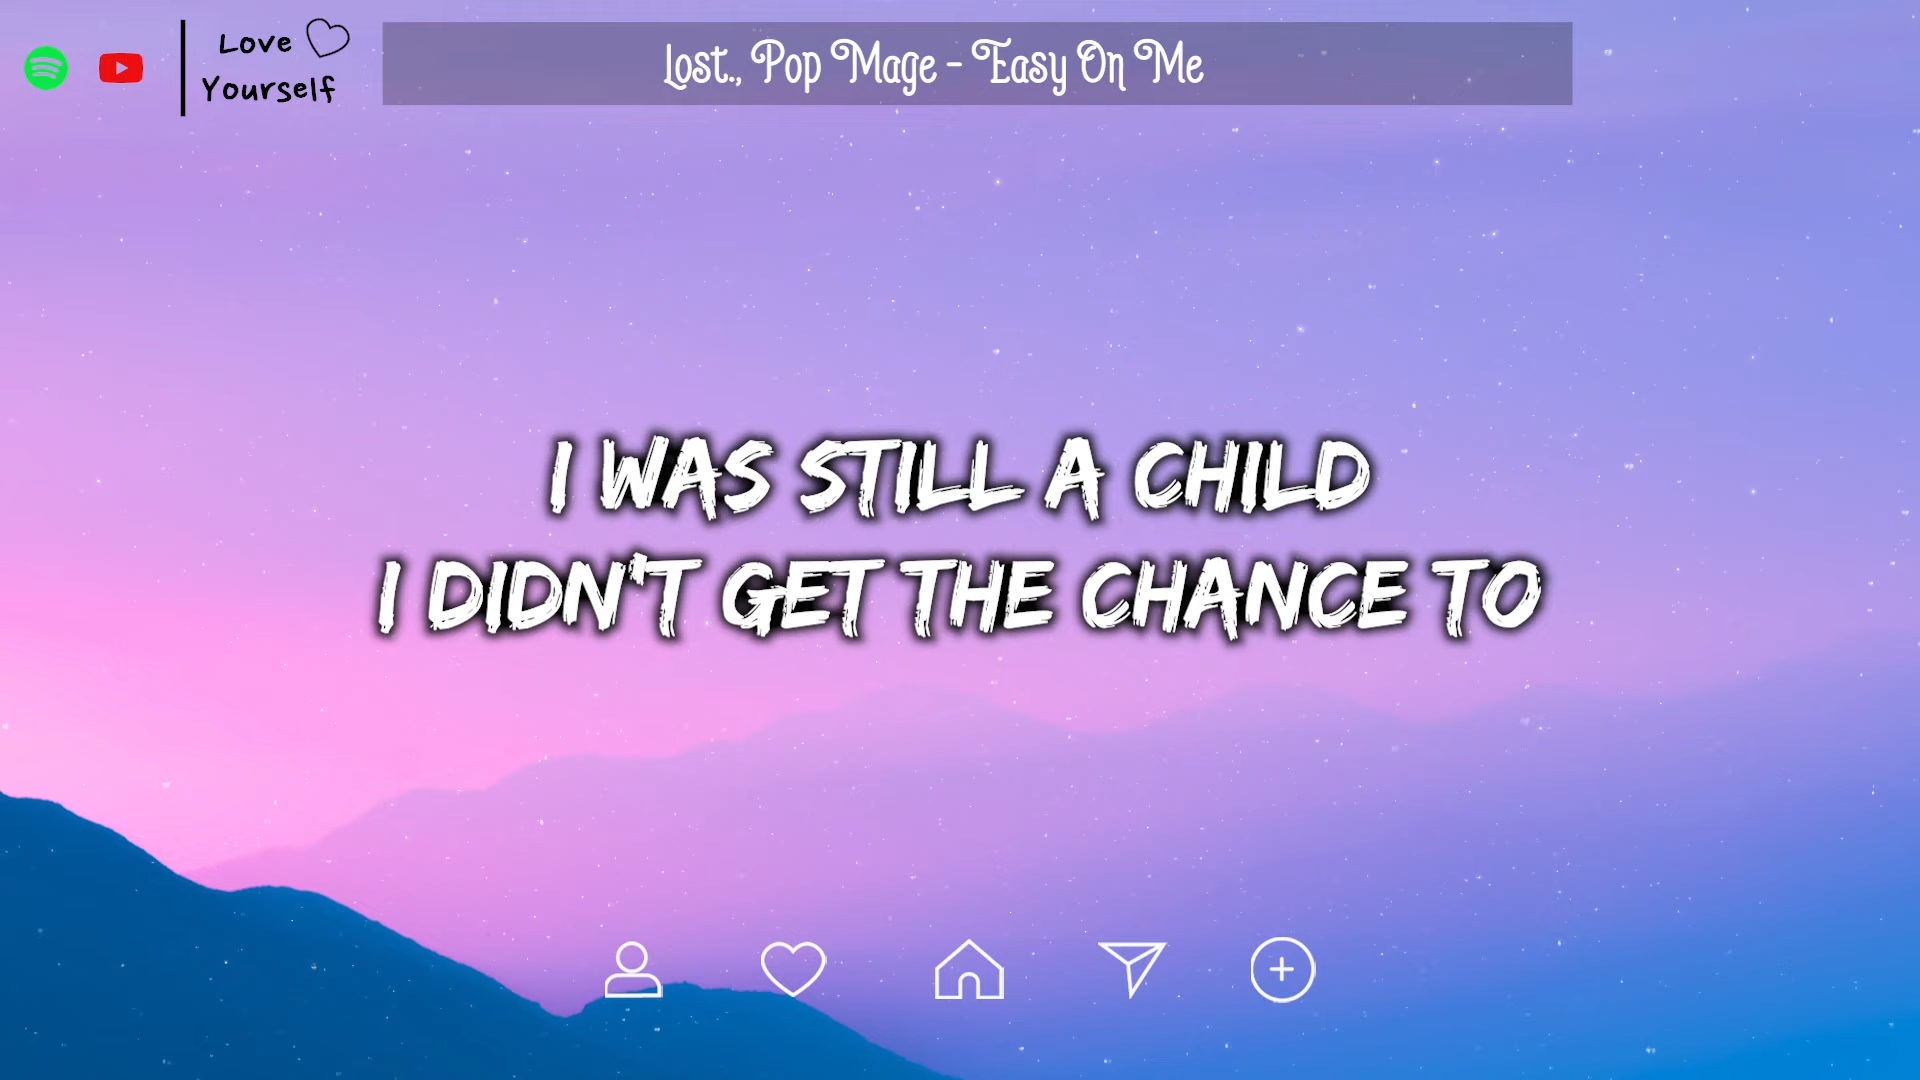 Love
Yourself
Lost., Pop Mage - Easy On Me
I WAS STILL A CHILD
I DIDN'T GET THE CHANCE TO